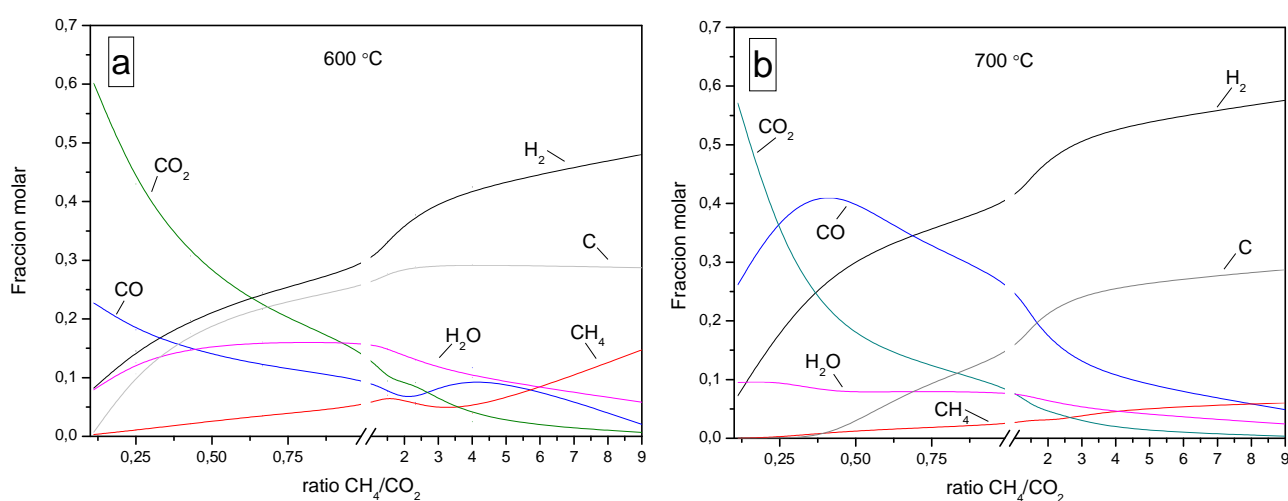 a
600 °C
0,7
0,6
0,5
0,4
0,3
0,2
0,1
0,0
Fraccion molar
CO₂
CO
H₂
C
H₂O
CH₄
0,25 0,50 0,75 2 3 4 5 6 7 8 9
ratio CH₄/CO₂
b
700 °C
0,7
0,6
0,5
0,4
0,3
0,2
0,1
0,0
Fraccion molar
H₂
CO₂
CO
C
H₂O
CH₄
0,25 0,50 0,75 2 3 4 5 6 7 8 9
ratio CH₄/CO₂